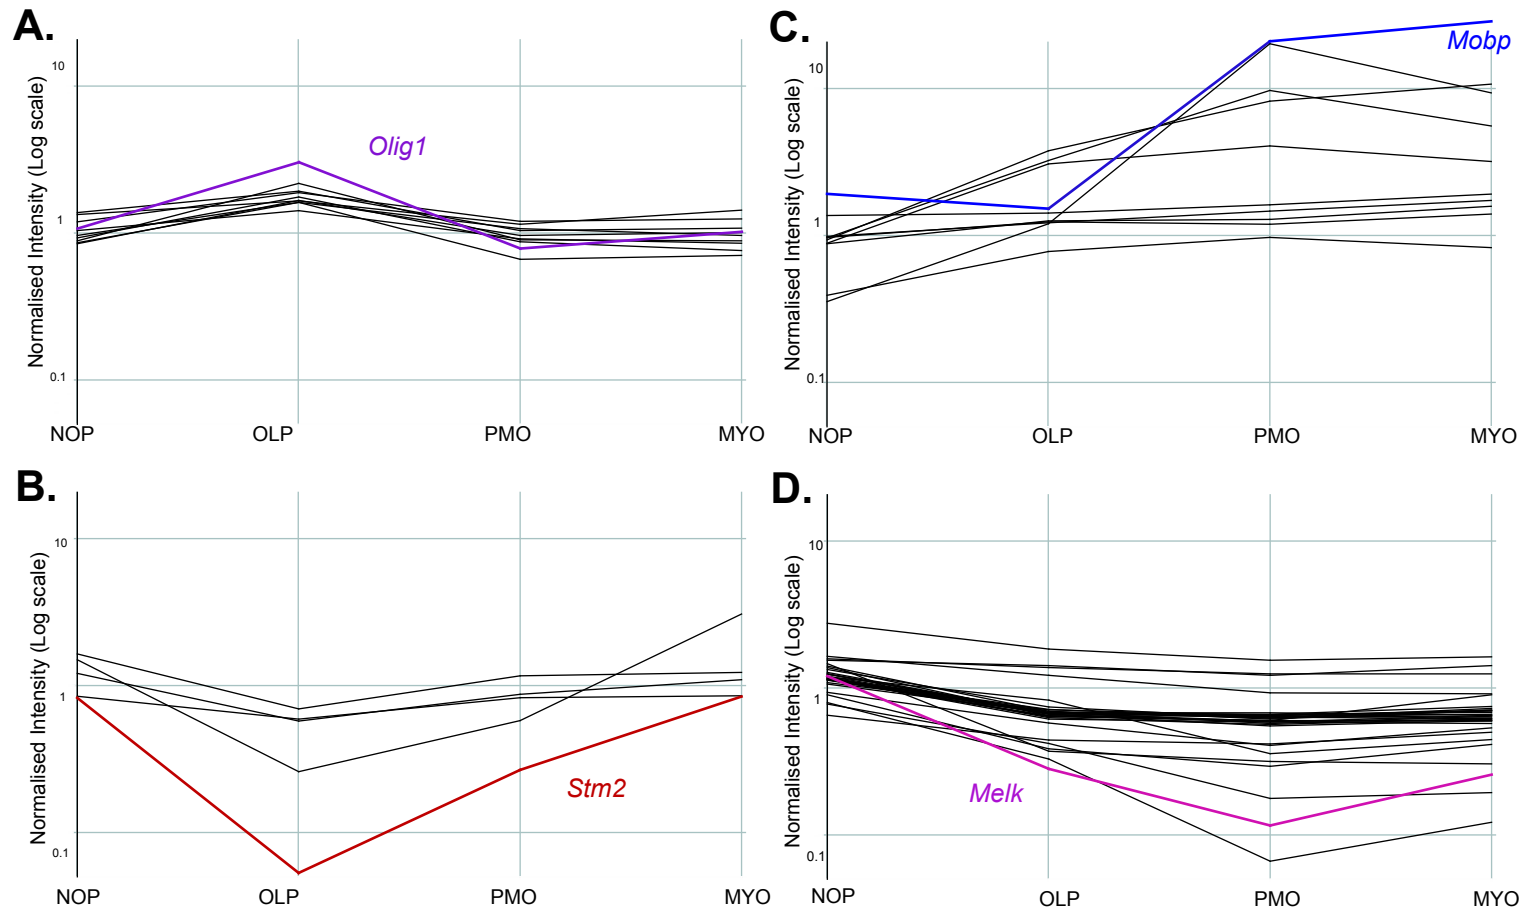 A.
Normalised Intensity (Log scale)
10
1
0.1
Olig1
NOP OLP PMO MYO
C.
Normalised Intensity (Log scale)
10
1
0.1
Mobp
NOP OLP PMO MYO
B.
Normalised Intensity (Log scale)
10
1
0.1
Stm2
NOP OLP PMO MYO
D.
Normalised Intensity (Log scale)
10
1
0.1
Melk
NOP OLP PMO MYO